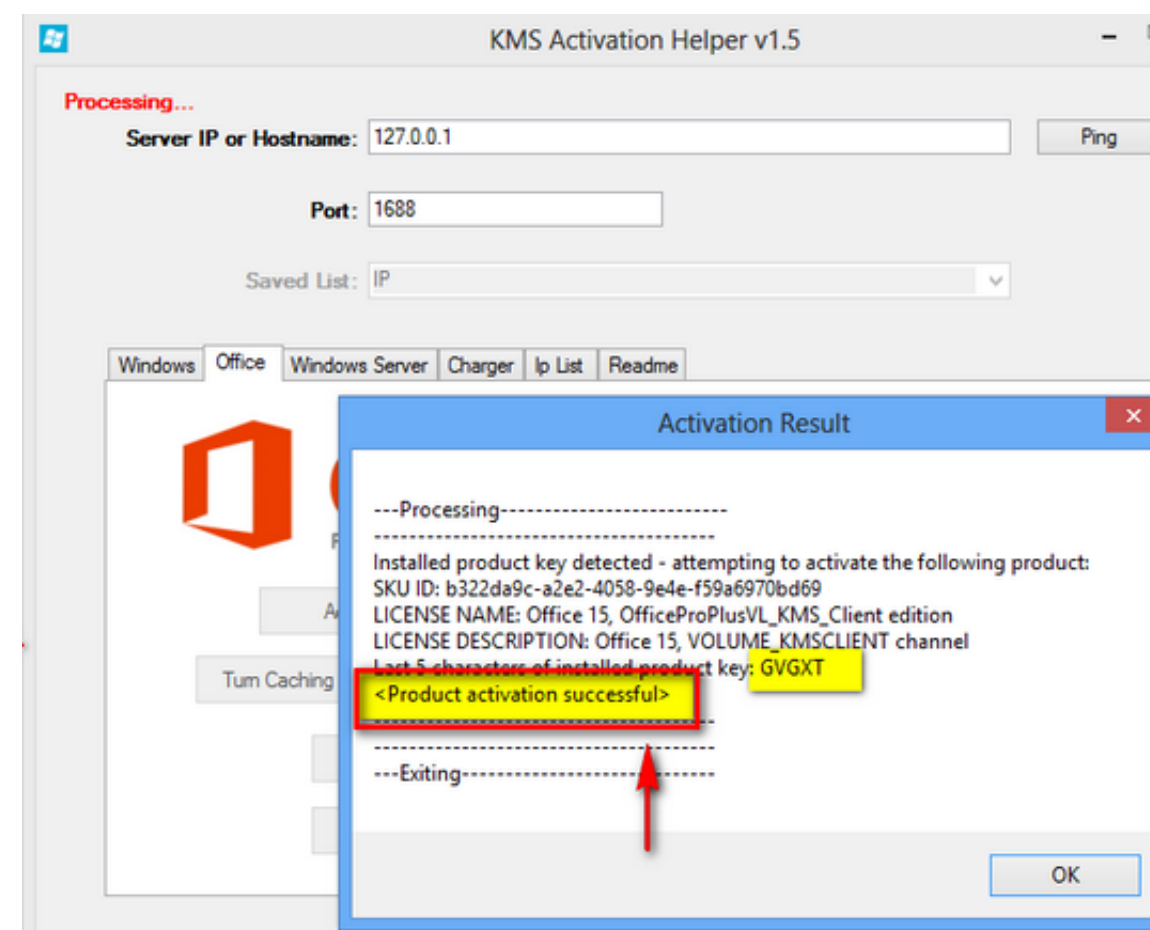 KMS Activation Helper v1.5
Processing...
Server IP or Hostname: 127.0.0.1 Ping
Port: 1688
Saved List: IP
Windows Office Windows Server Charger Ip List Readme
Activation Result
---Processing--------------------------
---------------------------------------
Installed product key detected - attempting to activate the following product:
SKU ID: b322da9c-a2e2-4058-9e4e-f59a6970bd69
LICENSE NAME: Office 15, OfficeProPlusVL_KMS_Client edition
LICENSE DESCRIPTION: Office 15, VOLUME_KMSCLIENT channel
Last 5 characters of installed product key: GVGXT
Turn Caching
<Product activation successful>
---------------------------------------
---------------------------------------
---Exiting-----------------------------
OK